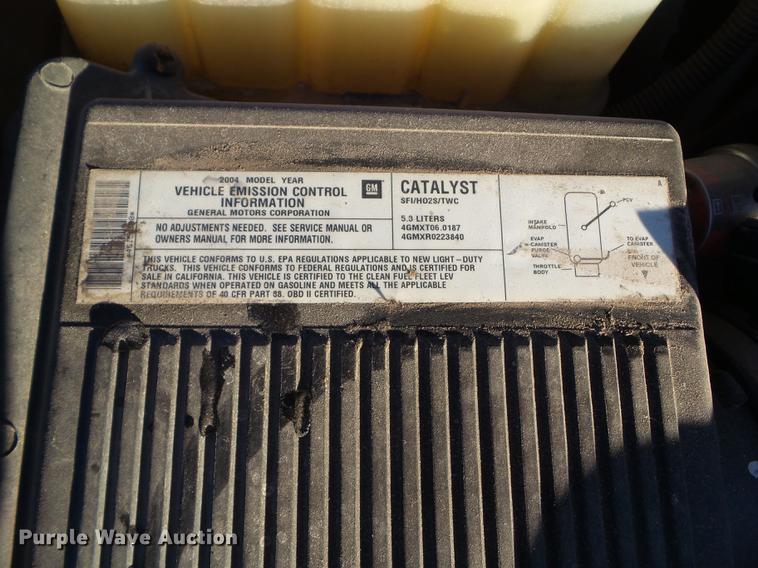 2004 MODEL YEAR
VEHICLE EMISSION CONTROL
INFORMATION
GENERAL MOTORS CORPORATION
GM
NO ADJUSTMENTS NEEDED. SEE SERVICE MANUAL OR
OWNERS MANUAL FOR MORE INFORMATION.
THIS VEHICLE CONFORMS TO U.S. EPA REGULATIONS APPLICABLE TO NEW LIGHT-DUTY
TRUCKS. THIS VEHICLE CONFORMS TO FEDERAL REGULATIONS AND IS CERTIFIED FOR
SALE IN CALIFORNIA. THIS VEHICLE IS CERTIFIED TO THE CLEAN FUEL FLEET LEV
STANDARDS WHEN OPERATED ON GASOLINE AND MEETS ALL THE APPLICABLE
REQUIREMENTS OF 40 CFR PART 88. OBD II CERTIFIED.
CATALYST
SFI/HO2S/TWC
5.3 LITERS
4GMXT06.0187
4GMXR0223840
A
PCV
INTAKE
MANIFOLD
EVAP
CANISTER
PURGE
VALVE
THROTTLE
BODY
TO EVAP
CANISTER
FRONT OF
VEHICLE
Purple Wave Auction